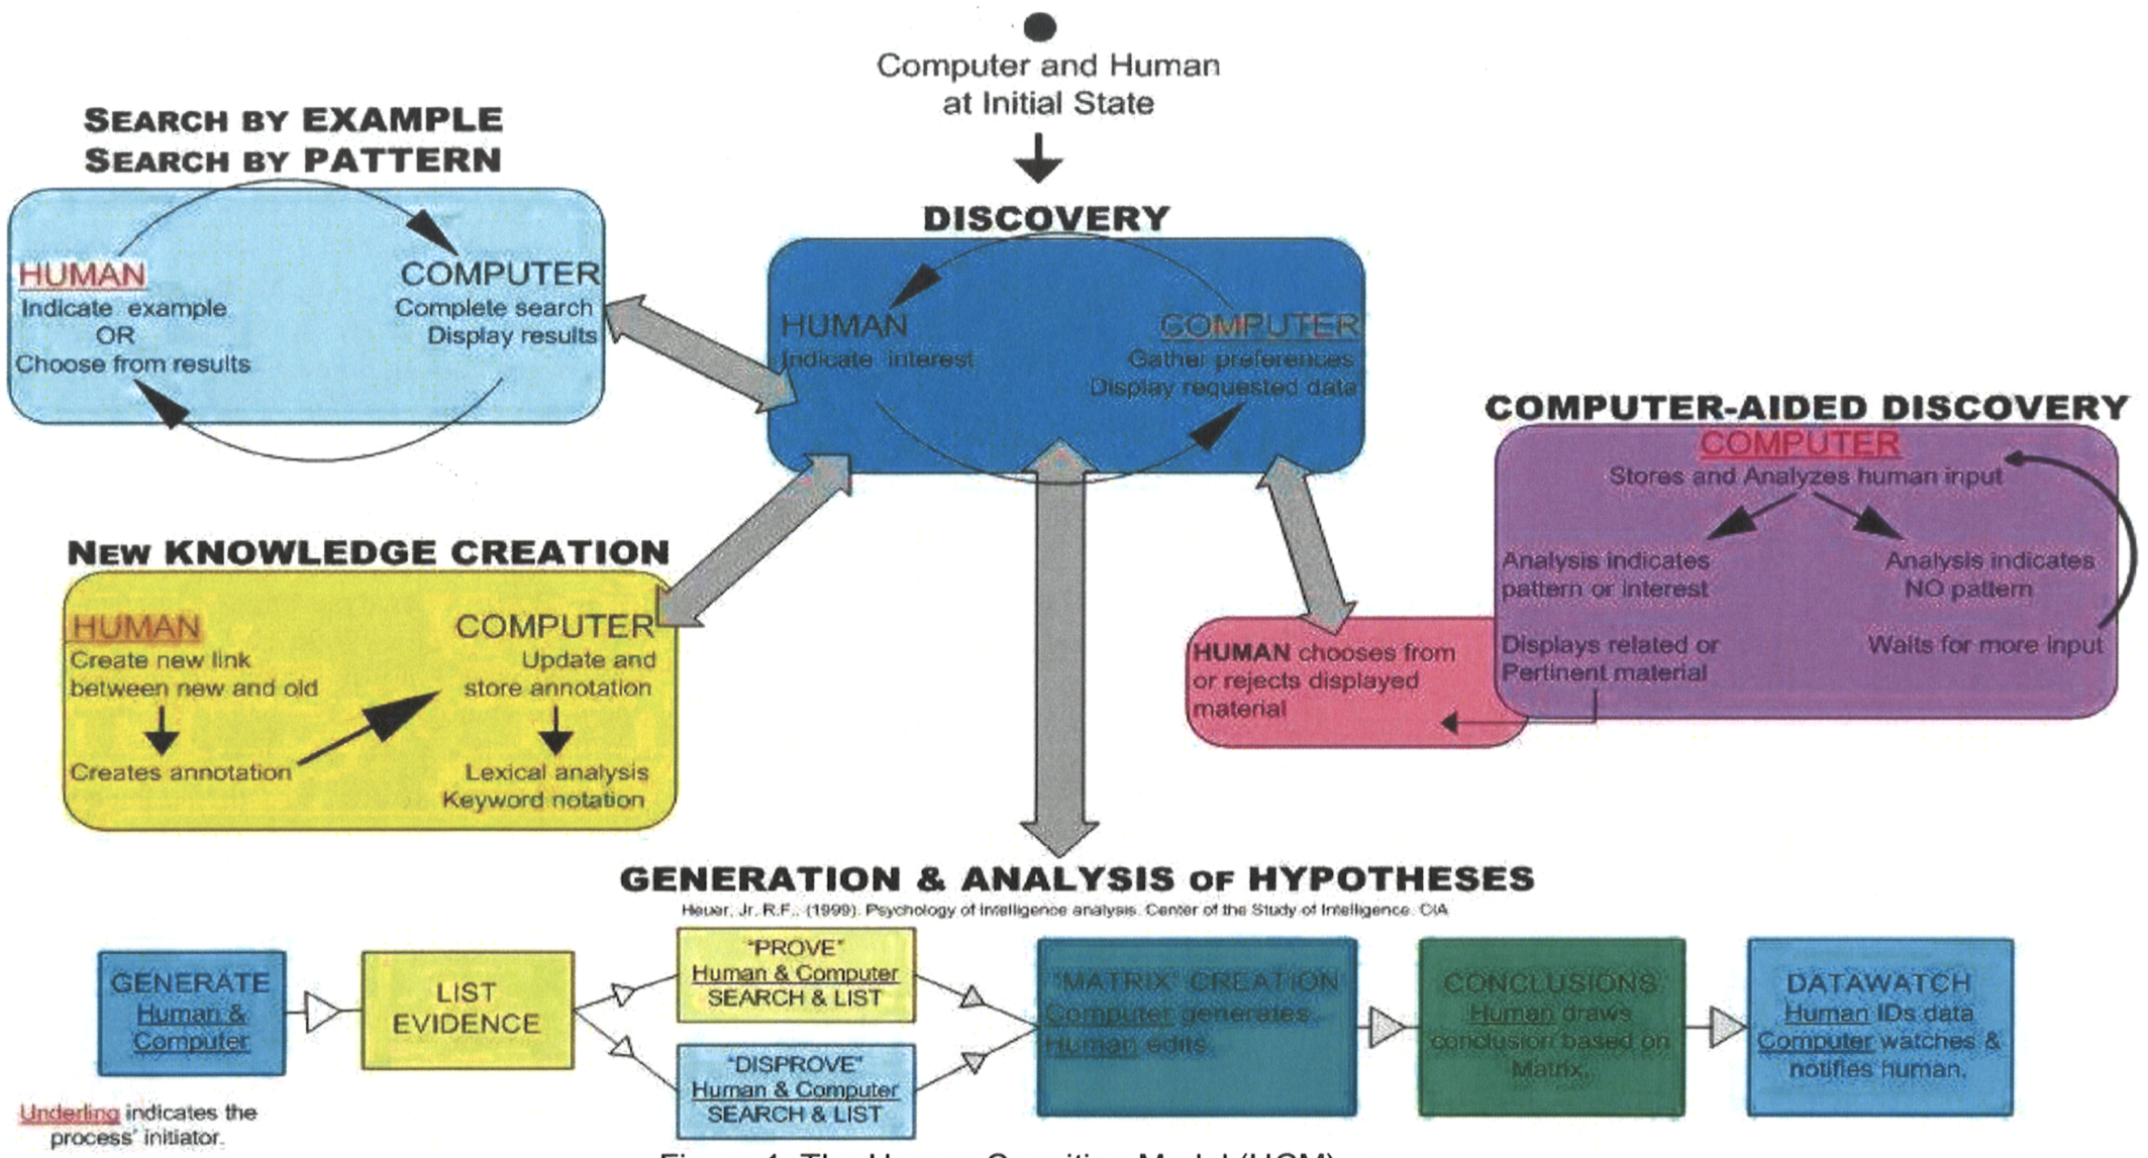 Computer and Human
at Initial State
SEARCH BY EXAMPLE
SEARCH BY PATTERN
HUMAN
Indicate example
OR
Choose from results
COMPUTER
Complete search
Display results
DISCOVERY
HUMAN
Indicate interest
COMPUTER
Gather preferences
Display requested data
COMPUTER-AIDED DISCOVERY
COMPUTER
Stores and Analyzes human input
Analysis indicates
pattern or interest
Displays related or
Pertinent material
Analysis indicates
NO pattern
Waits for more input
HUMAN chooses from
or rejects displayed
material
NEW KNOWLEDGE CREATION
HUMAN
Create new link
between new and old
Creates annotation
COMPUTER
Update and
store annotation
Lexical analysis
Keyword notation
GENERATION & ANALYSIS OF HYPOTHESES
Heuer, Jr. R.F., (1999). Psychology of intelligence analysis. Center of the Study of Intelligence. CIA
GENERATE
Human &
Computer
LIST
EVIDENCE
"PROVE"
Human & Computer
SEARCH & LIST
"DISPROVE"
Human & Computer
SEARCH & LIST
"MATRIX" CREATION
Computer generates
Human edits
CONCLUSIONS
Human draws
conclusion based on
Matrix.
DATAWATCH
Human IDs data
Computer watches &
notifies human.
Underling indicates the
process' initiator.